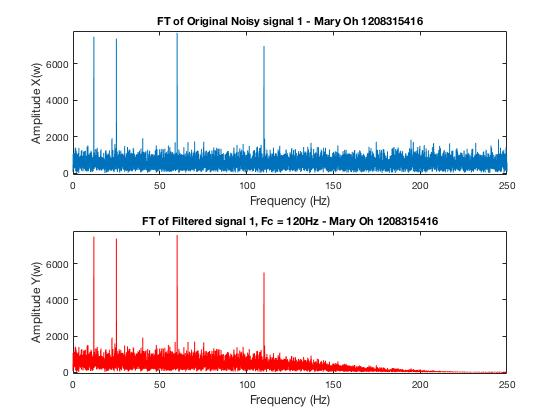 FT of Original Noisy signal 1 - Mary Oh 1208315416
Amplitude X(w)
6000
4000
2000
0
0 50 100 150 200 250
Frequency (Hz)
FT of Filtered signal 1, Fc = 120Hz - Mary Oh 1208315416
Amplitude Y(w)
6000
4000
2000
0
0 50 100 150 200 250
Frequency (Hz)